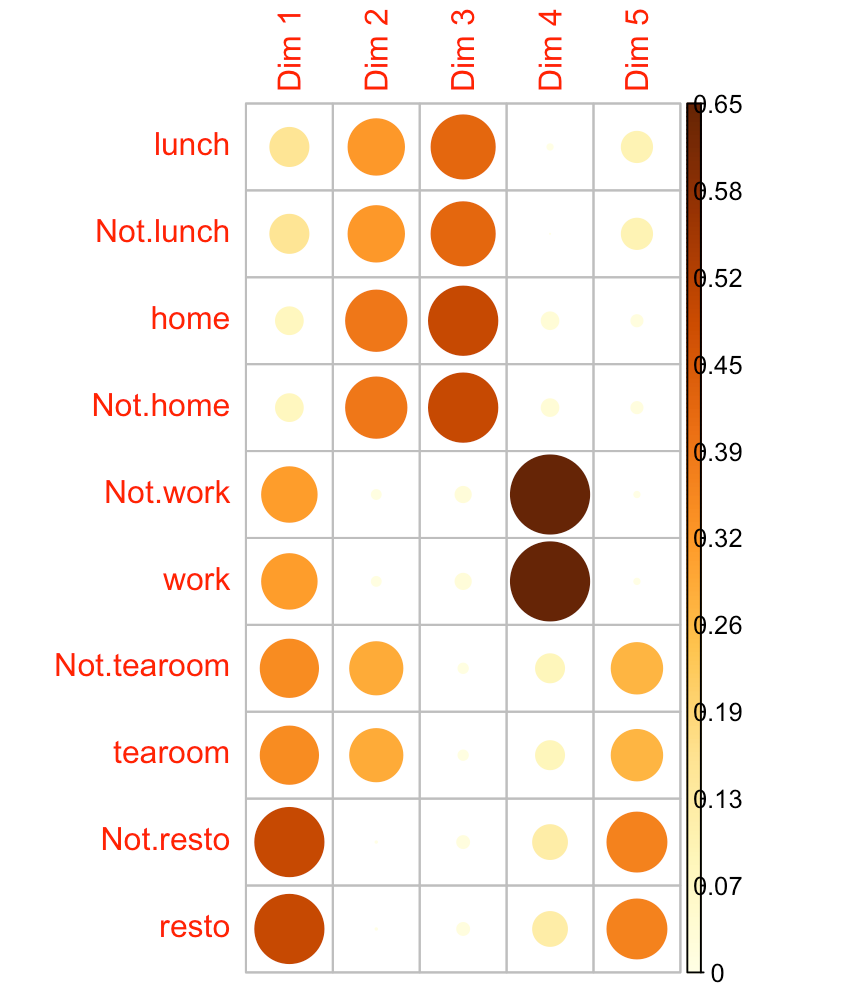 Dim 1 Dim 2 Dim 3 Dim 4 Dim 5
0.65
lunch
0.58
Not.lunch
0.52
home
0.45
Not.home
0.39
Not.work
0.32
work
0.26
Not.tearoom
0.19
tearoom
0.13
Not.resto
0.07
resto
0